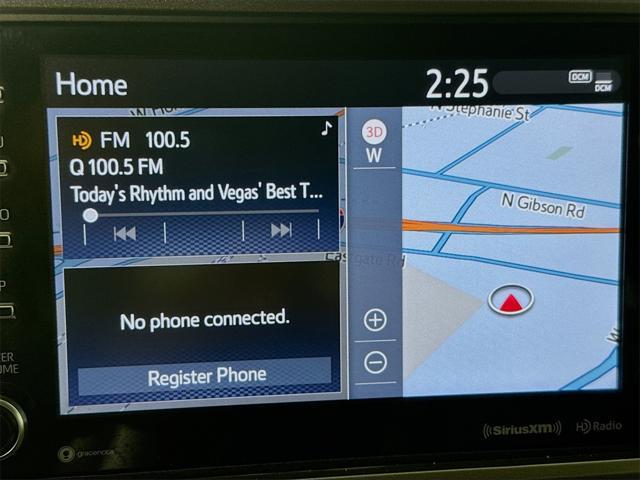 Home
2:25
DCM
DCM
HD FM 100.5
Q 100.5 FM
Today's Rhythm and Vegas' Best T...
No phone connected.
Register Phone
3D
W
N Stephanie St
N Gibson Rd
Eastgate Rd
SiriusXM
HD Radio
gracenote